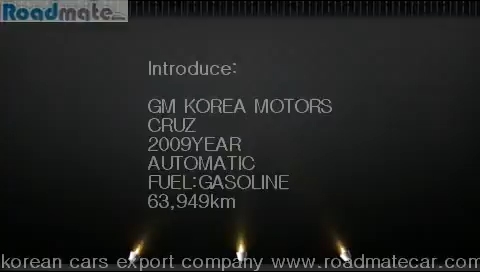 Roadmate.com
Introduce:
GM KOREA MOTORS
CRUZ
2009YEAR
AUTOMATIC
FUEL:GASOLINE
63,949km
korean cars export company www.roadmatecar.com